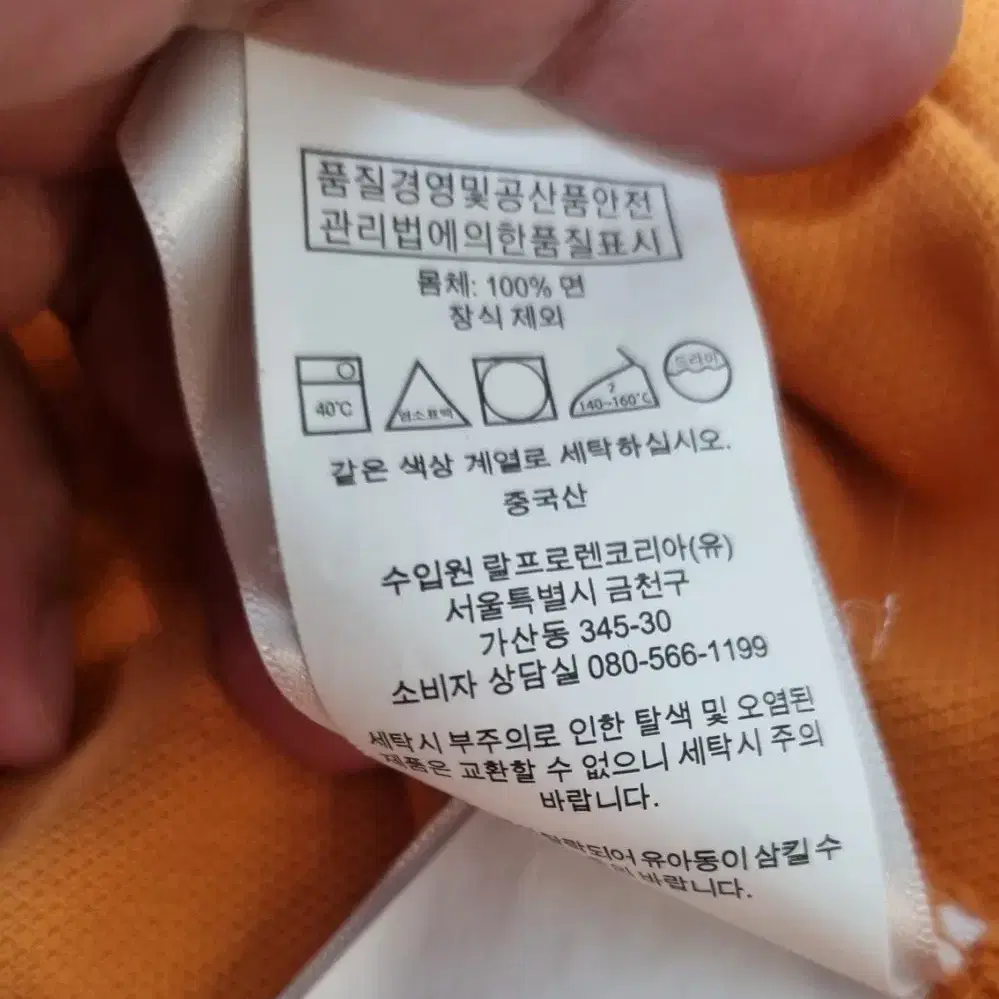 품질경영및공산품안전
관리법에의한품질표시
몸체: 100% 면
장식 제외
40℃
염소표백
2
140~160℃
드라이
같은 색상 계열로 세탁하십시오.
중국산
수입원 랄프로렌코리아(유)
서울특별시 금천구
가산동 345-30
소비자 상담실 080-566-1199
세탁시 부주의로 인한 탈색 및 오염된
제품은 교환할 수 없으니 세탁시 주의
바랍니다.
유아동이 삼킬 수
바랍니다.